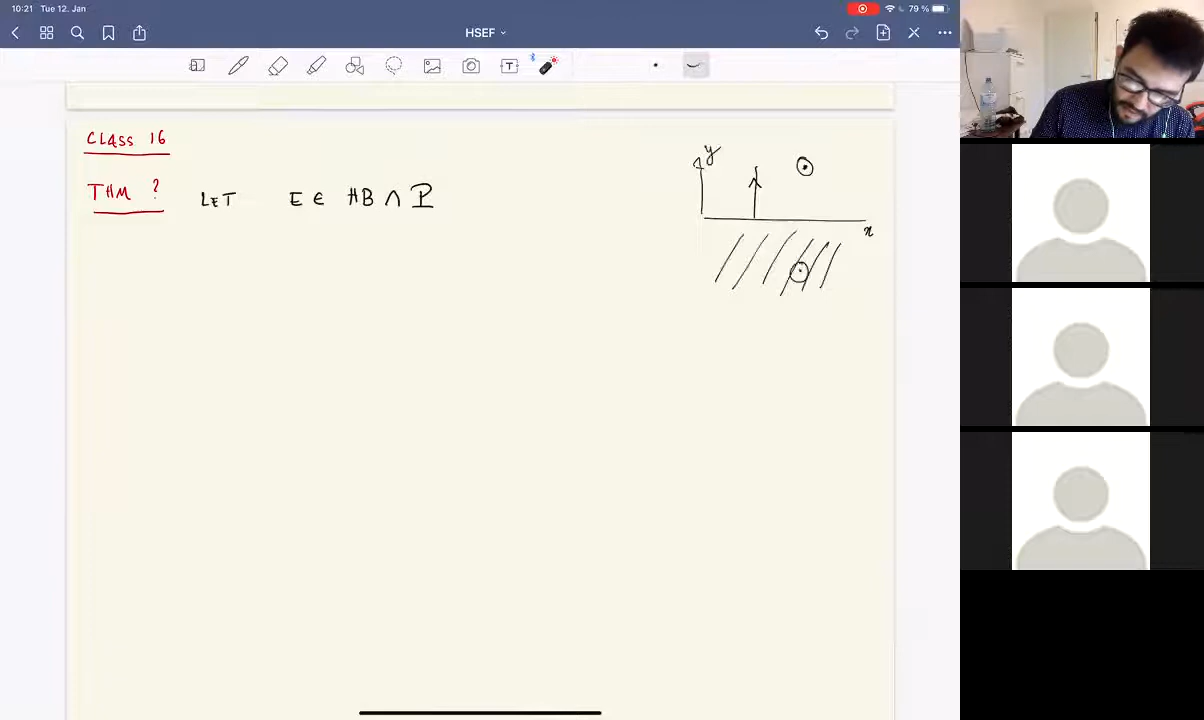 10:21 Tue 12. Jan
79 %
HSEF
T
CLASS 16
THM ? LET E ∈ HB ∩ P
y
x